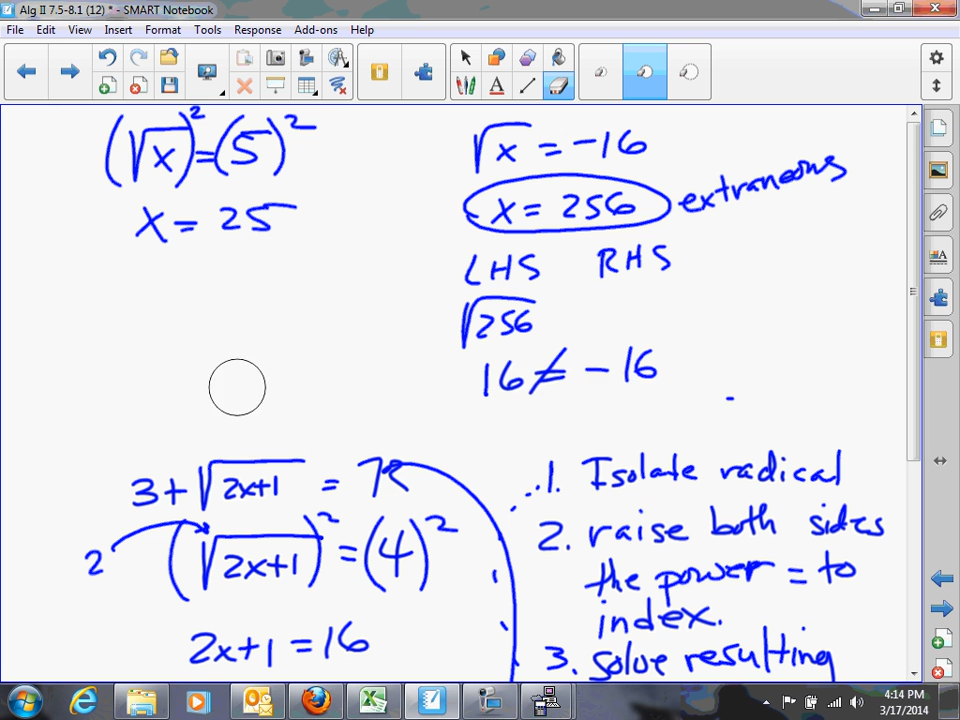 Alg II 7.5-8.1 (12) * - SMART Notebook
File Edit View Insert Format Tools Response Add-ons Help
(√x)² = (5)²
x = 25
√x = -16
x = 256 extraneous
LHS RHS
√256
16 ≠ -16
3 + √2x+1 = 7
2 (√2x+1)² = (4)²
2x+1 = 16
1. Isolate radical
2. raise both sides
the power = to
index.
3. solve resulting
4:14 PM
3/17/2014